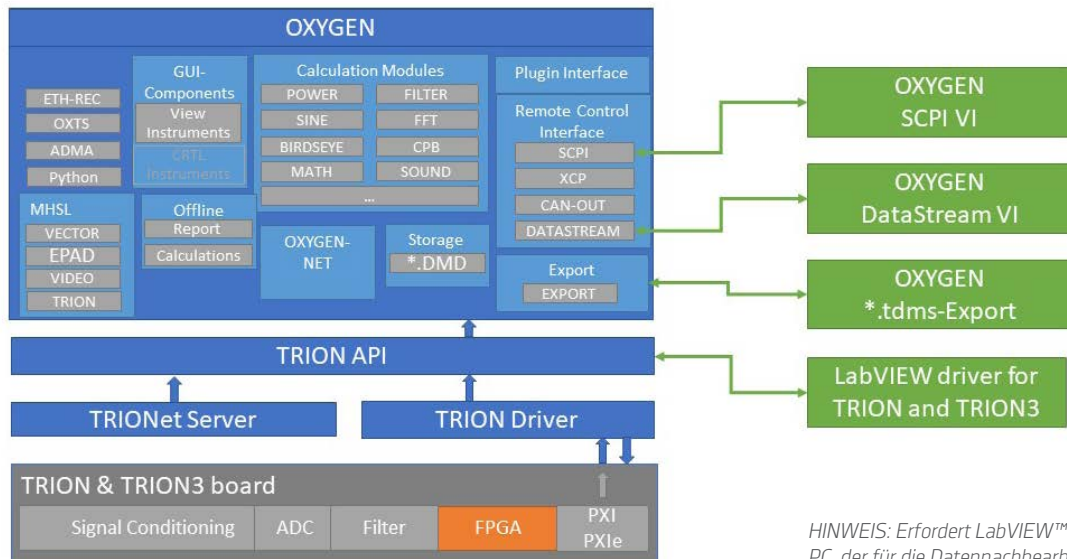 OXYGEN
ETH-REC
OXTS
ADMA
Python
GUI-
Components
View
Instruments
CRTL
Instruments
Calculation Modules
POWER
FILTER
SINE
FFT
BIRDSEYE
CPB
MATH
SOUND
...
Plugin Interface
Remote Control
Interface
SCPI
XCP
CAN-OUT
DATASTREAM
MHSL
VECTOR
EPAD
VIDEO
TRION
Offline
Report
Calculations
OXYGEN-
NET
Storage
*.DMD
Export
EXPORT
OXYGEN
SCPI VI
OXYGEN
DataStream VI
OXYGEN
*.tdms-Export
LabVIEW driver for
TRION and TRION3
TRION API
TRIONet Server
TRION Driver
TRION & TRION3 board
Signal Conditioning
ADC
Filter
FPGA
PXI
PXIe
HINWEIS: Erfordert LabVIEW™
PC, der für die Datennachbearb